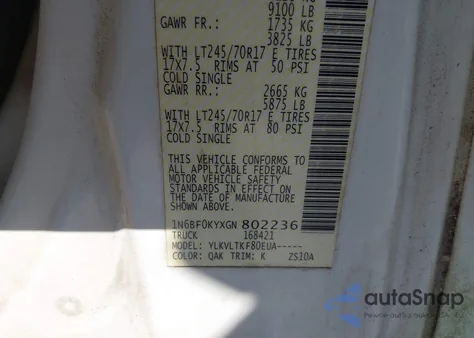 9100 LB
GAWR FR.: 1735 KG
3825 LB
WITH LT245/70R17 E TIRES
17X7.5 RIMS AT 50 PSI
COLD SINGLE
GAWR RR.: 2665 KG
5875 LB
WITH LT245/70R17 E TIRES
17X7.5 RIMS AT 80 PSI
COLD SINGLE
THIS VEHICLE CONFORMS TO
ALL APPLICABLE FEDERAL
MOTOR VEHICLE SAFETY
STANDARDS IN EFFECT ON
THE DATE OF MANUFACTURE
SHOWN ABOVE.
1N6BF0KYXGN 802236
TRUCK 168421
MODEL: YLKVLTKF80EUA-----
COLOR: QAK TRIM: K ZS10A
autoSnap